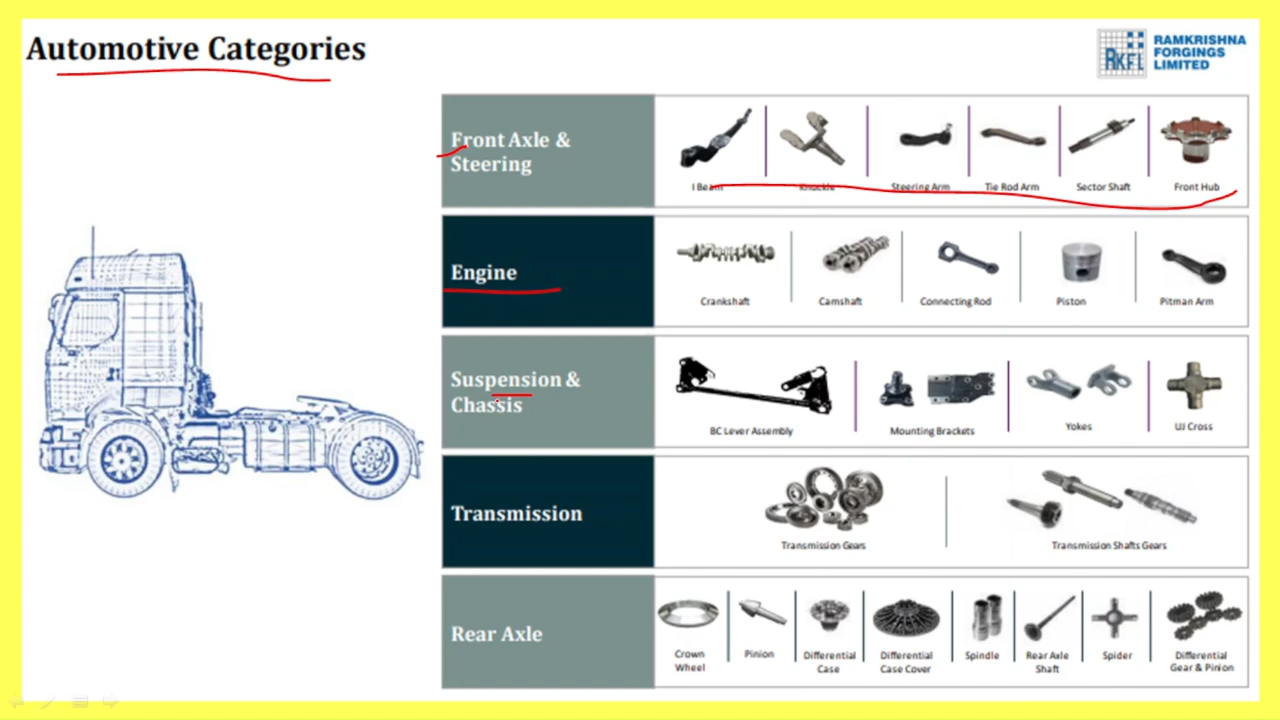 Automotive Categories
RKFL
RAMKRISHNA
FORGINGS
LIMITED
Front Axle &
Steering
I Beam
Knuckle
Steering Arm
Tie Rod Arm
Sector Shaft
Front Hub
Engine
Crankshaft
Camshaft
Connecting Rod
Piston
Pitman Arm
Suspension &
Chassis
BC Lever Assembly
Mounting Brackets
Yokes
UJ Cross
Transmission
Transmission Gears
Transmission Shafts Gears
Rear Axle
Crown
Wheel
Pinion
Differential
Case
Differential
Case Cover
Spindle
Rear Axle
Shaft
Spider
Differential
Gear & Pinion